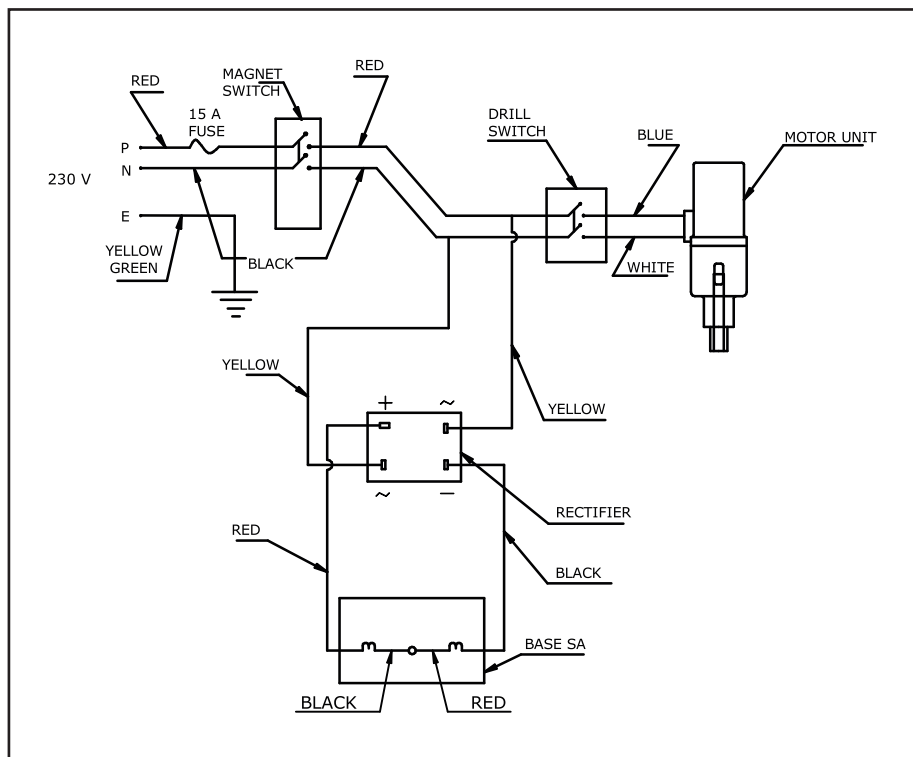 RED
MAGNET
SWITCH
RED
15 A
FUSE
DRILL
SWITCH
BLUE
MOTOR UNIT
P
N
230 V
E
YELLOW
GREEN
BLACK
WHITE
YELLOW
YELLOW
+
~
~
−
RECTIFIER
RED
BLACK
BASE SA
BLACK
RED